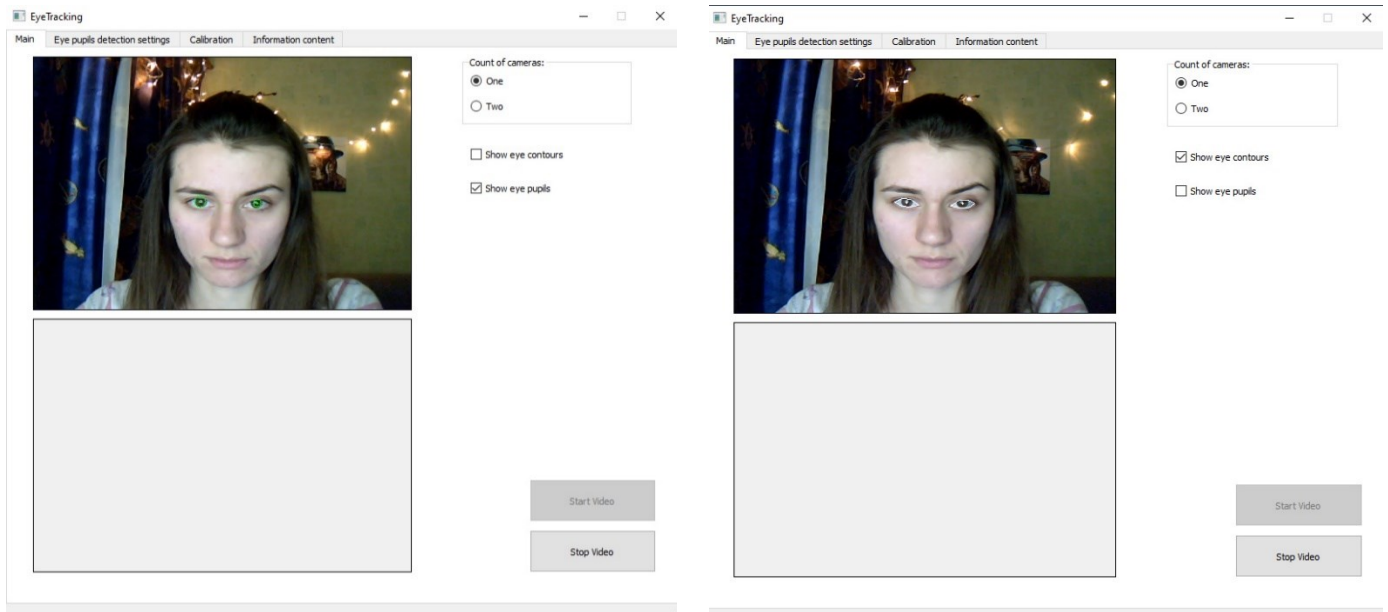 EyeTracking
Main Eye pupils detection settings Calibration Information content
Count of cameras:
One
Two
Show eye contours
Show eye pupils
Start Video
Stop Video
EyeTracking
Main Eye pupils detection settings Calibration Information content
Count of cameras:
One
Two
Show eye contours
Show eye pupils
Start Video
Stop Video